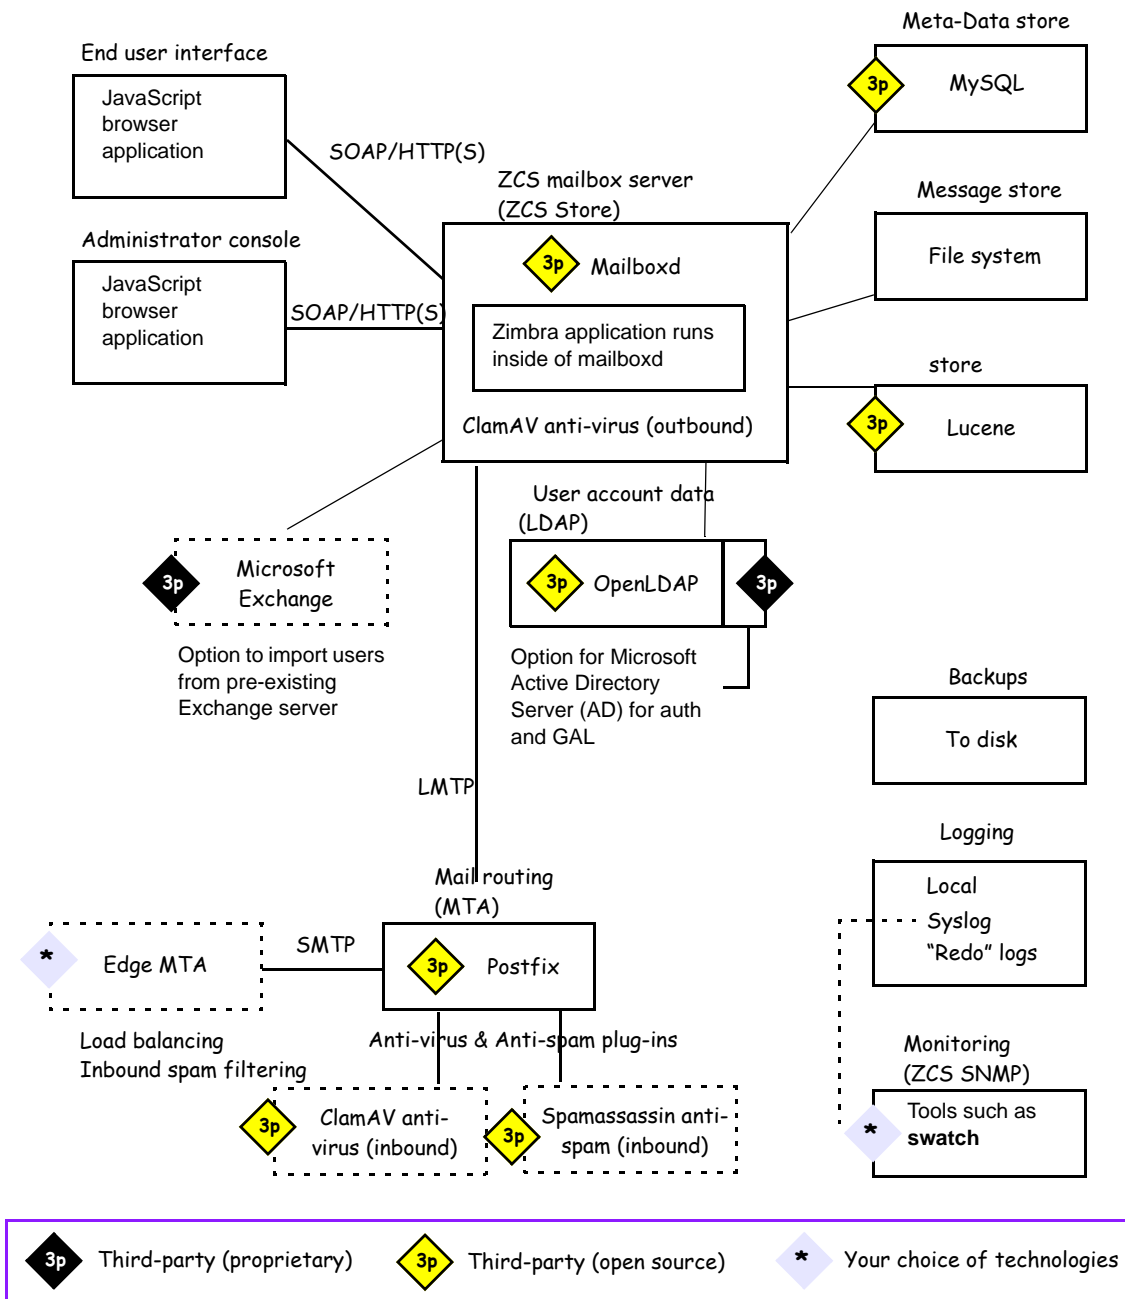 Meta-Data store
3p
MySQL
End user interface
JavaScript
browser
application
SOAP/HTTP(S)
ZCS mailbox server
(ZCS Store)
Message store
File system
Administrator console
JavaScript
browser
application
SOAP/HTTP(S)
3p
Mailboxd
Zimbra application runs
inside of mailboxd
ClamAV anti-virus (outbound)
store
3p
Lucene
User account data
(LDAP)
3p
Microsoft
Exchange
3p
OpenLDAP
3p
Option to import users
from pre-existing
Exchange server
Option for Microsoft
Active Directory
Server (AD) for auth
and GAL
Backups
To disk
LMTP
Logging
Local
Syslog
“Redo” logs
Mail routing
(MTA)
*
Edge MTA
SMTP
3p
Postfix
Load balancing
Inbound spam filtering
Anti-virus & Anti-spam plug-ins
3p
ClamAV anti-
virus (inbound)
3p
Spamassassin anti-
spam (inbound)
Monitoring
(ZCS SNMP)
*
Tools such as
swatch
3p
Third-party (proprietary)
3p
Third-party (open source)
*
Your choice of technologies